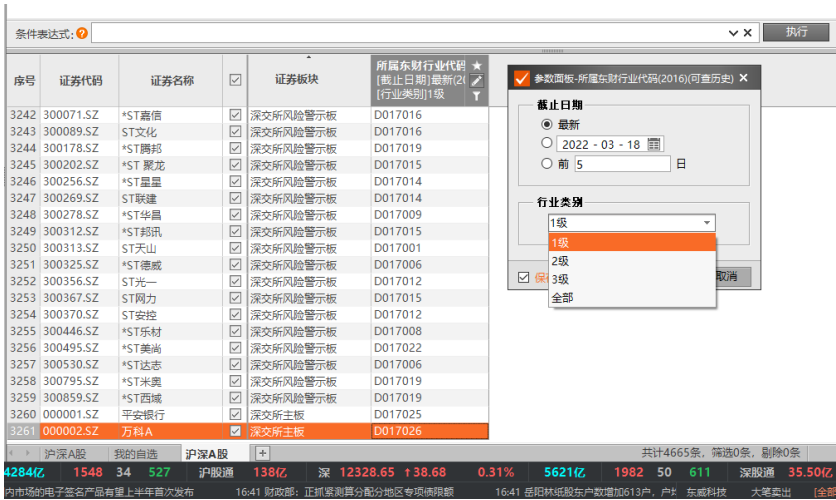 条件表达式:
执行
序号 证券代码 证券名称 证券板块 所属东财行业代码
[截止日期]最新(20
[行业类别]1级
3242 300071.SZ *ST嘉信 深交所风险警示板 D017016
3243 300089.SZ ST文化 深交所风险警示板 D017016
3244 300178.SZ *ST腾邦 深交所风险警示板 D017019
3245 300202.SZ *ST 聚龙 深交所风险警示板 D017015
3246 300256.SZ *ST星星 深交所风险警示板 D017014
3247 300269.SZ ST联建 深交所风险警示板 D017014
3248 300278.SZ *ST华昌 深交所风险警示板 D017009
3249 300312.SZ *ST邦讯 深交所风险警示板 D017015
3250 300313.SZ ST天山 深交所风险警示板 D017001
3251 300325.SZ *ST德威 深交所风险警示板 D017006
3252 300356.SZ ST光一 深交所风险警示板 D017012
3253 300367.SZ ST网力 深交所风险警示板 D017015
3254 300370.SZ ST安控 深交所风险警示板 D017012
3255 300446.SZ *ST乐材 深交所风险警示板 D017008
3256 300495.SZ *ST美尚 深交所风险警示板 D017022
3257 300530.SZ *ST达志 深交所风险警示板 D017006
3258 300795.SZ *ST米奥 深交所风险警示板 D017019
3259 300859.SZ *ST西域 深交所风险警示板 D017019
3260 000001.SZ 平安银行 深交所主板 D017025
3261 000002.SZ 万科A 深交所主板 D017026
参数面板-所属东财行业代码(2016)(可查历史)
截止日期
最新
2022 - 03 - 18
前 5 日
行业类别
1级
1级
2级
3级
全部
保
取消
沪深A股 我的自选 沪深A股
共计4665条，筛选0条，剔除0条
4284亿 1548 34 527 沪股通 138亿 深 12328.65 ↑38.68 0.31% 5621亿 1982 50 611 深股通 35.50亿
内市场的电子签名产品有望上半年首次发布 16:41 财政部：正抓紧测算分配分地区专项债限额 16:41 岳阳林纸股东户数增加613户，户 东威科技 大笔卖出 [全部